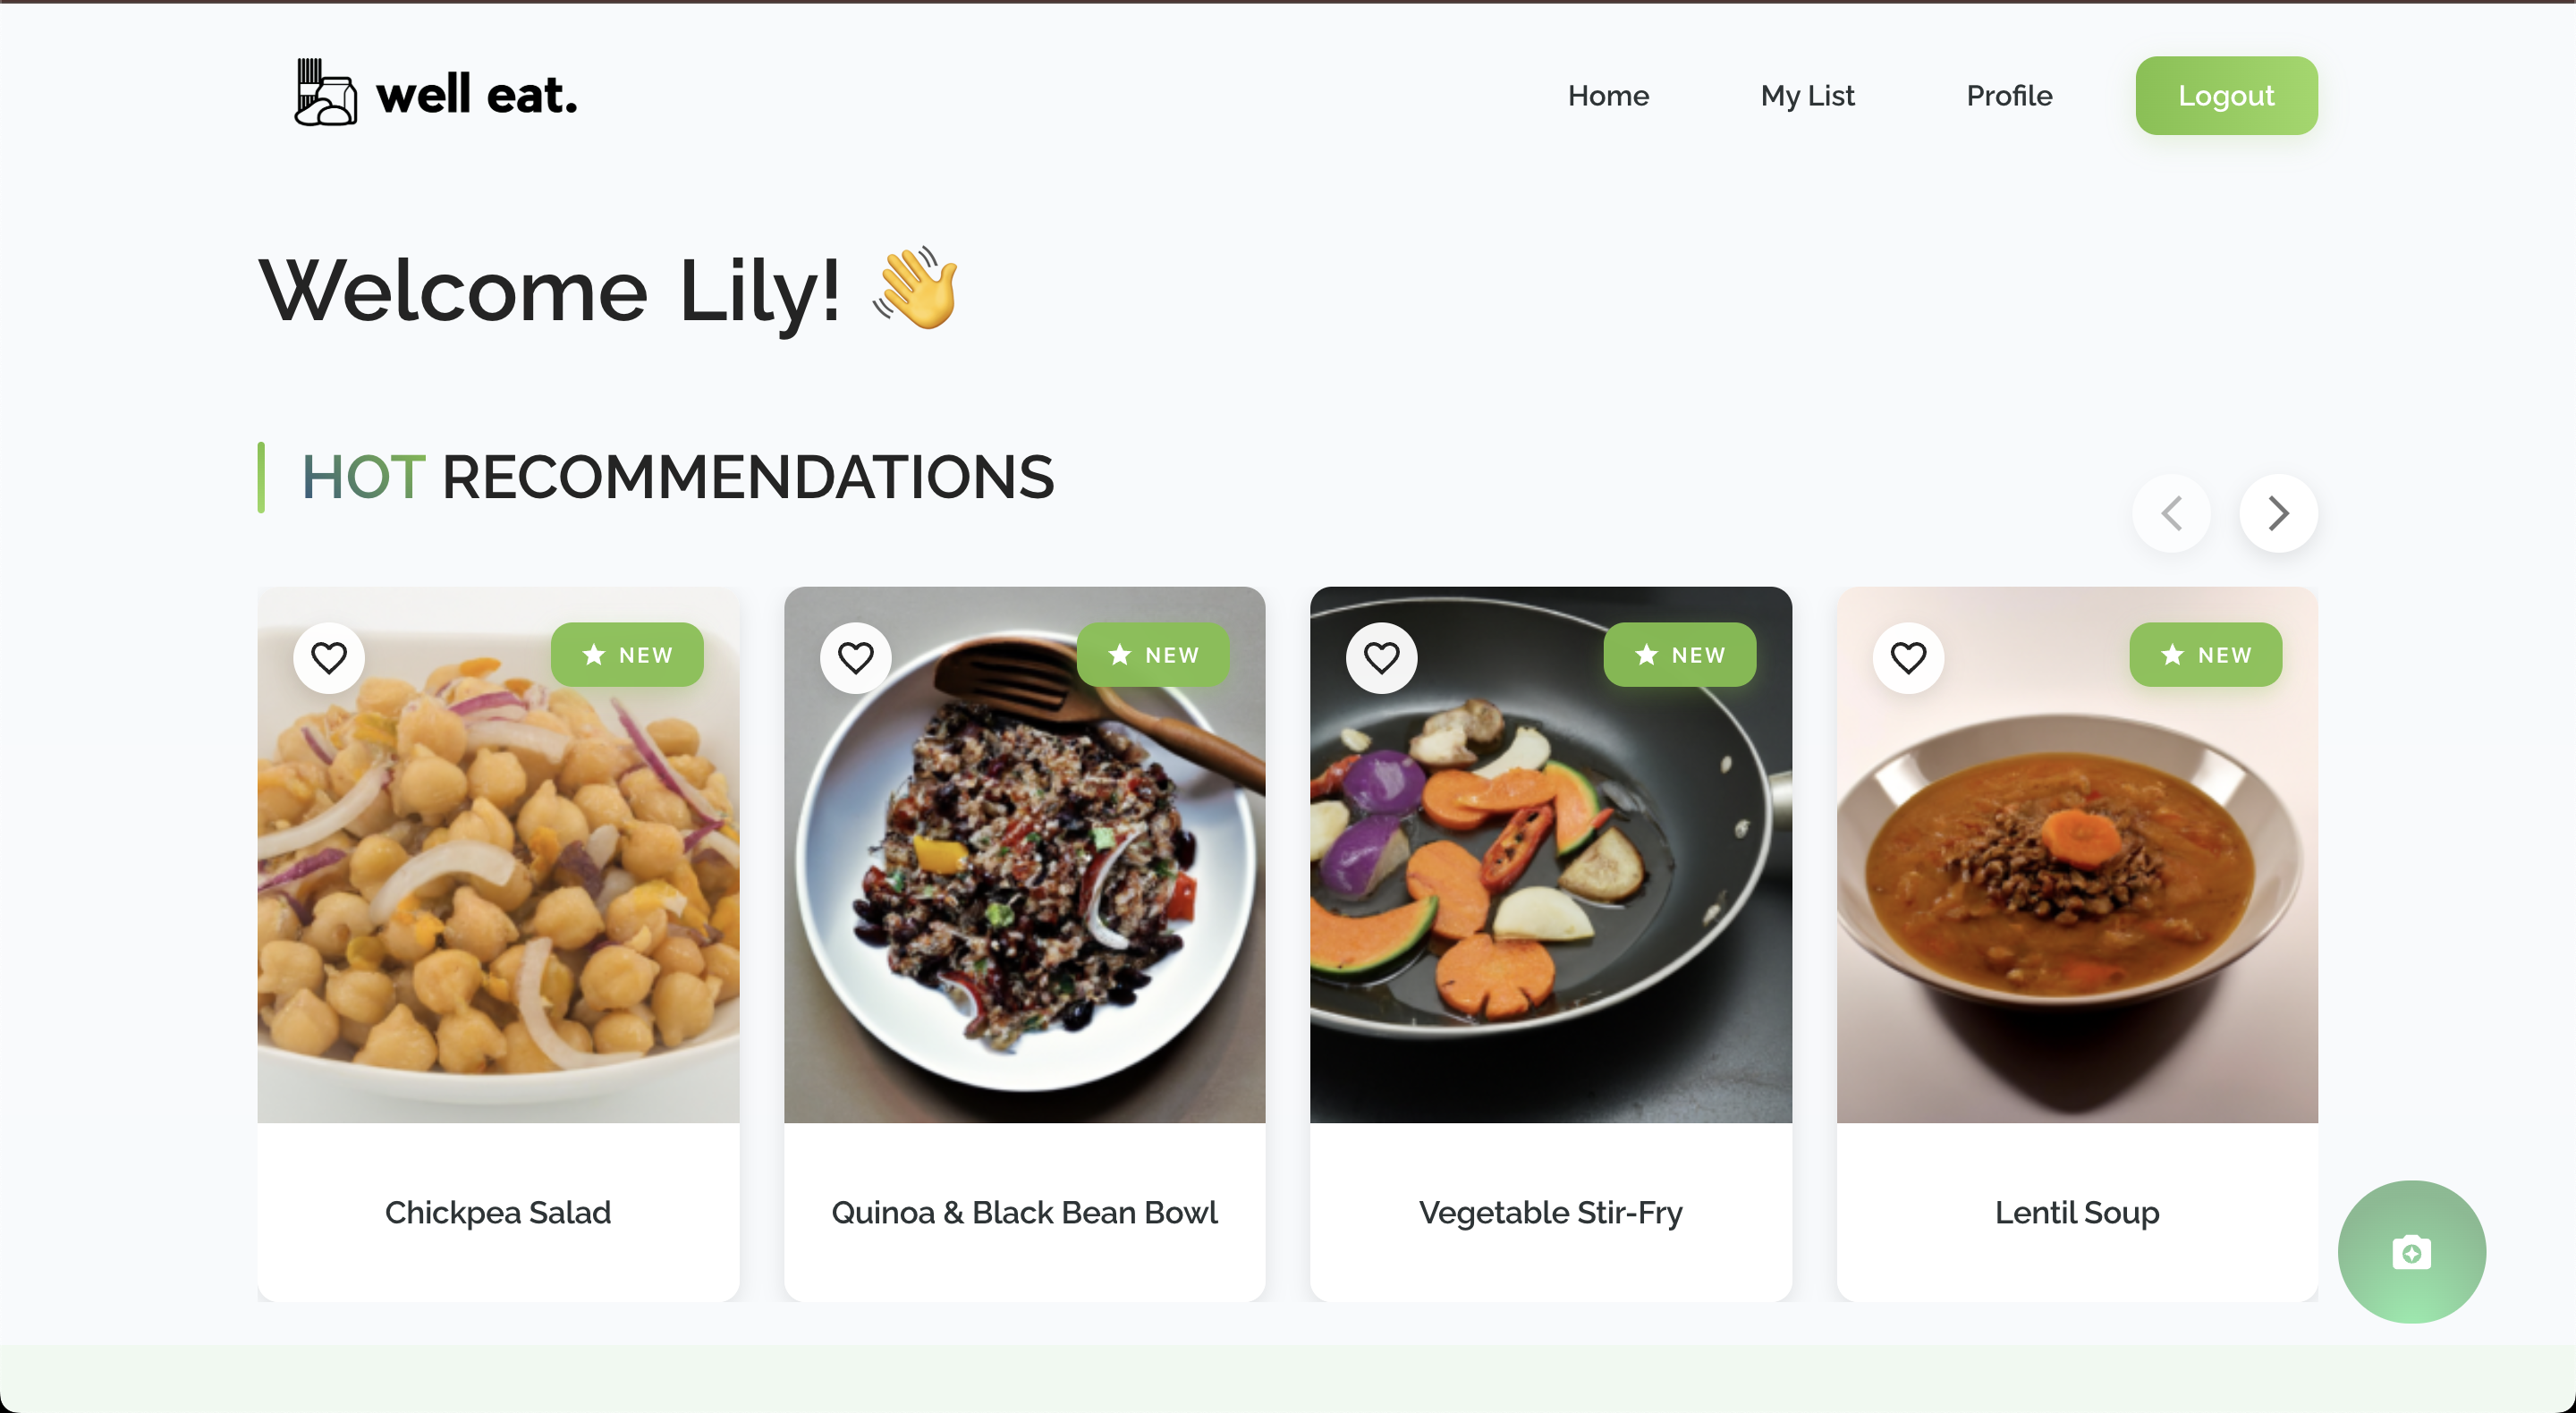 well eat.
Home
My List
Profile
Logout
Welcome Lily! 👋
HOT RECOMMENDATIONS
NEW
NEW
NEW
NEW
Chickpea Salad
Quinoa & Black Bean Bowl
Vegetable Stir-Fry
Lentil Soup